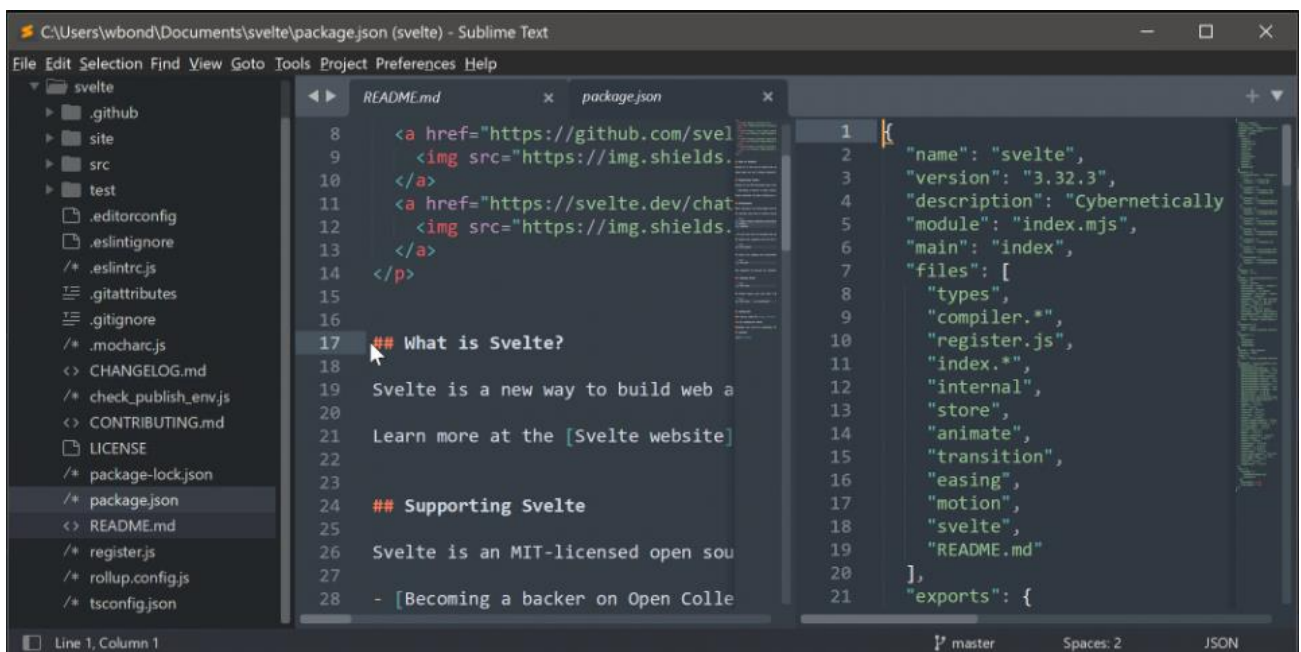 C:\Users\wbond\Documents\svelte\package.json (svelte) - Sublime Text
File Edit Selection Find View Goto Tools Project Preferences Help
svelte
.github
site
src
test
.editorconfig
.eslintignore
/* .eslintrc.js
.gitattributes
.gitignore
/* .mocharc.js
<> CHANGELOG.md
/* check_publish_env.js
<> CONTRIBUTING.md
LICENSE
/* package-lock.json
/* package.json
<> README.md
/* register.js
/* rollup.config.js
/* tsconfig.json
README.md × package.json ×
8 <a href="https://github.com/svel
9 <img src="https://img.shields.
10 </a>
11 <a href="https://svelte.dev/chat
12 <img src="https://img.shields.
13 </a>
14 </p>
15
16
17 ## What is Svelte?
18
19 Svelte is a new way to build web a
20
21 Learn more at the [Svelte website]
22
23
24 ## Supporting Svelte
25
26 Svelte is an MIT-licensed open sou
27
28 - [Becoming a backer on Open Colle
1 {
2 "name": "svelte",
3 "version": "3.32.3",
4 "description": "Cybernetically
5 "module": "index.mjs",
6 "main": "index",
7 "files": [
8 "types",
9 "compiler.*",
10 "register.js",
11 "index.*",
12 "internal",
13 "store",
14 "animate",
15 "transition",
16 "easing",
17 "motion",
18 "svelte",
19 "README.md"
20 ],
21 "exports": {
Line 1, Column 1 master Spaces: 2 JSON